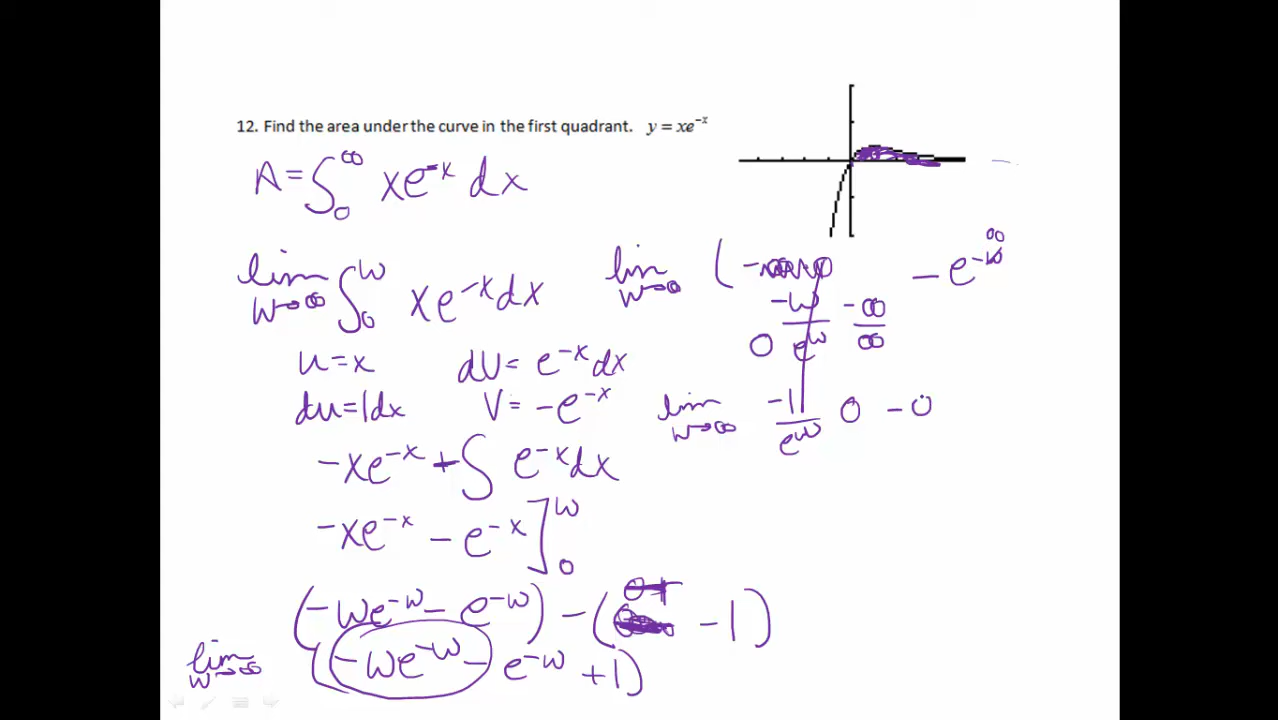 12. Find the area under the curve in the first quadrant. y = xe^{-x}
A = ∫_0^∞ xe^{-x} dx
lim_{w→∞} ∫_0^w xe^{-x} dx
u = x dU = e^{-x} dx
du = 1dx V = -e^{-x}
-xe^{-x} + ∫ e^{-x} dx
-xe^{-x} - e^{-x} ]_0^w
(-we^{-w} - e^{-w}) - ( - 1)
lim_{w→∞} (-we^{-w} - e^{-w} + 1)
lim_{w→∞} ( - e^{-∞}
-w/e^w -∞/∞
0
lim_{w→∞} -1/e^w 0 - 0